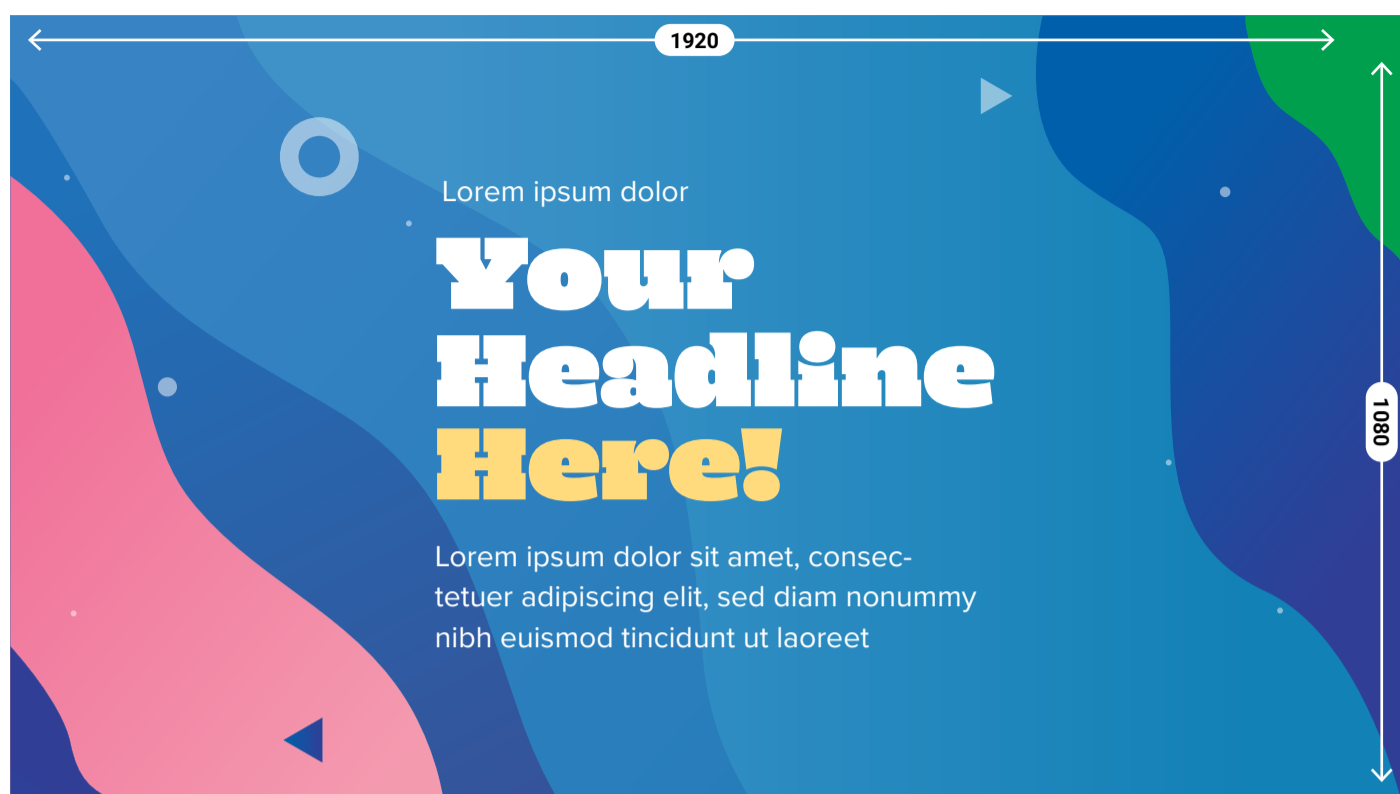 1920
Lorem ipsum dolor
Your
Headline
Here!
1080
Lorem ipsum dolor sit amet, consec-
tetuer adipiscing elit, sed diam nonummy
nibh euismod tincidunt ut laoreet